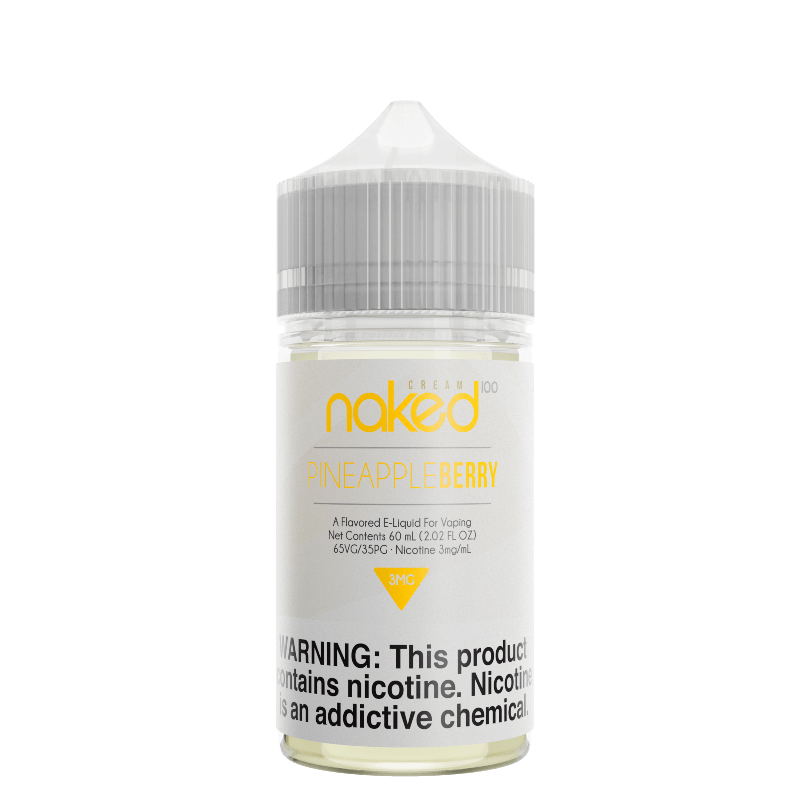 CREAM
naked 100
PINEAPPLEBERRY
A Flavored E-Liquid For Vaping
Net Contents 60 mL (2.02 FL OZ)
65VG/35PG · Nicotine 3mg/mL
3MG
WARNING: This product
contains nicotine. Nicotine
is an addictive chemical.